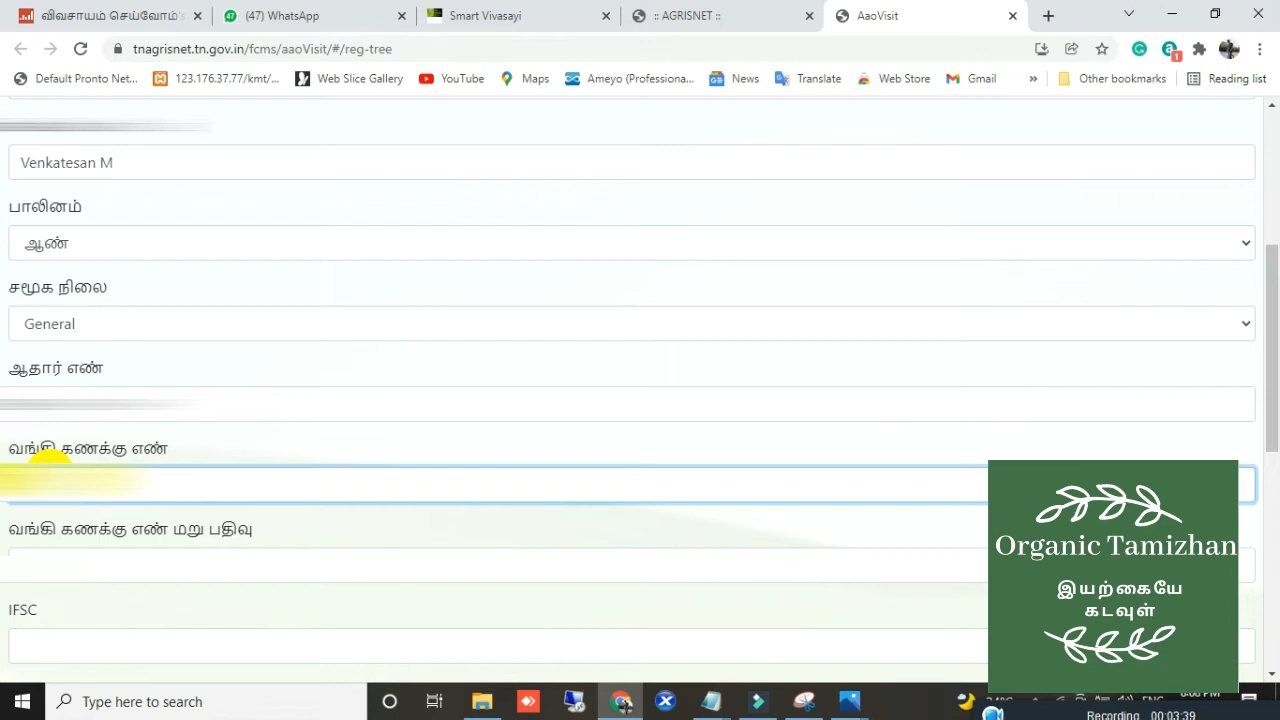 விவசாயம் செய்வோம்'s
(47) WhatsApp
Smart Vivasayi
:: AGRISNET ::
AaoVisit
tnagrisnet.tn.gov.in/fcms/aaoVisit/#/reg-tree
Default Pronto Net...
123.176.37.77/kmt/...
Web Slice Gallery
YouTube
Maps
Ameyo (Professiona...
News
Translate
Web Store
Gmail
»
Other bookmarks
Reading list
Venkatesan M
பாலினம்
ஆண்
சமூக நிலை
General
ஆதார் எண்
வங்கி கணக்கு எண்
வங்கி கணக்கு எண் மறு பதிவு
IFSC
Organic Tamizhan
இயற்கையே
கடவுள்
Type here to search
Recording 00:03:39